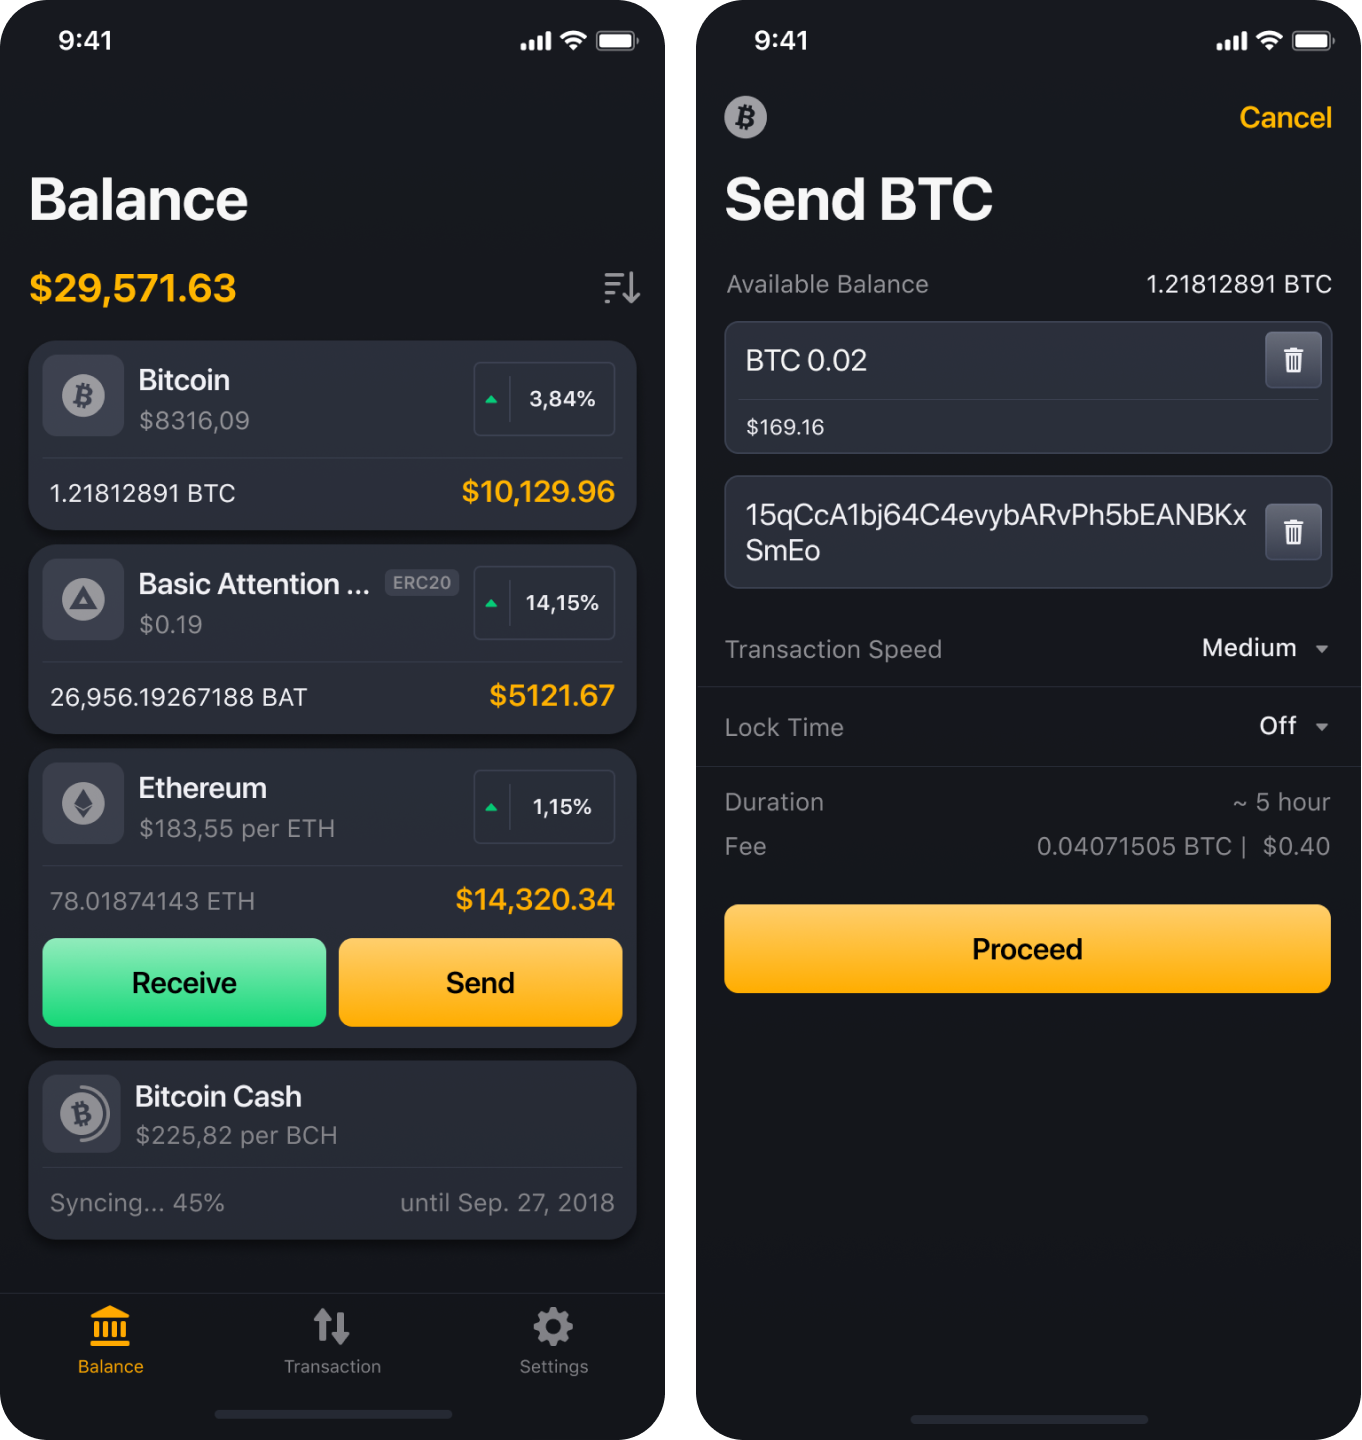 9:41
Balance
$29,571.63
Bitcoin
$8316,09
3,84%
1.21812891 BTC
$10,129.96
Basic Attention ...
ERC20
$0.19
14,15%
26,956.19267188 BAT
$5121.67
Ethereum
$183,55 per ETH
1,15%
78.01874143 ETH
$14,320.34
Receive
Send
Bitcoin Cash
$225,82 per BCH
Syncing... 45%
until Sep. 27, 2018
Balance
Transaction
Settings
9:41
Cancel
Send BTC
Available Balance
1.21812891 BTC
BTC 0.02
$169.16
15qCcA1bj64C4evybARvPh5bEANBKx
SmEo
Transaction Speed
Medium
Lock Time
Off
Duration
~ 5 hour
Fee
0.04071505 BTC | $0.40
Proceed